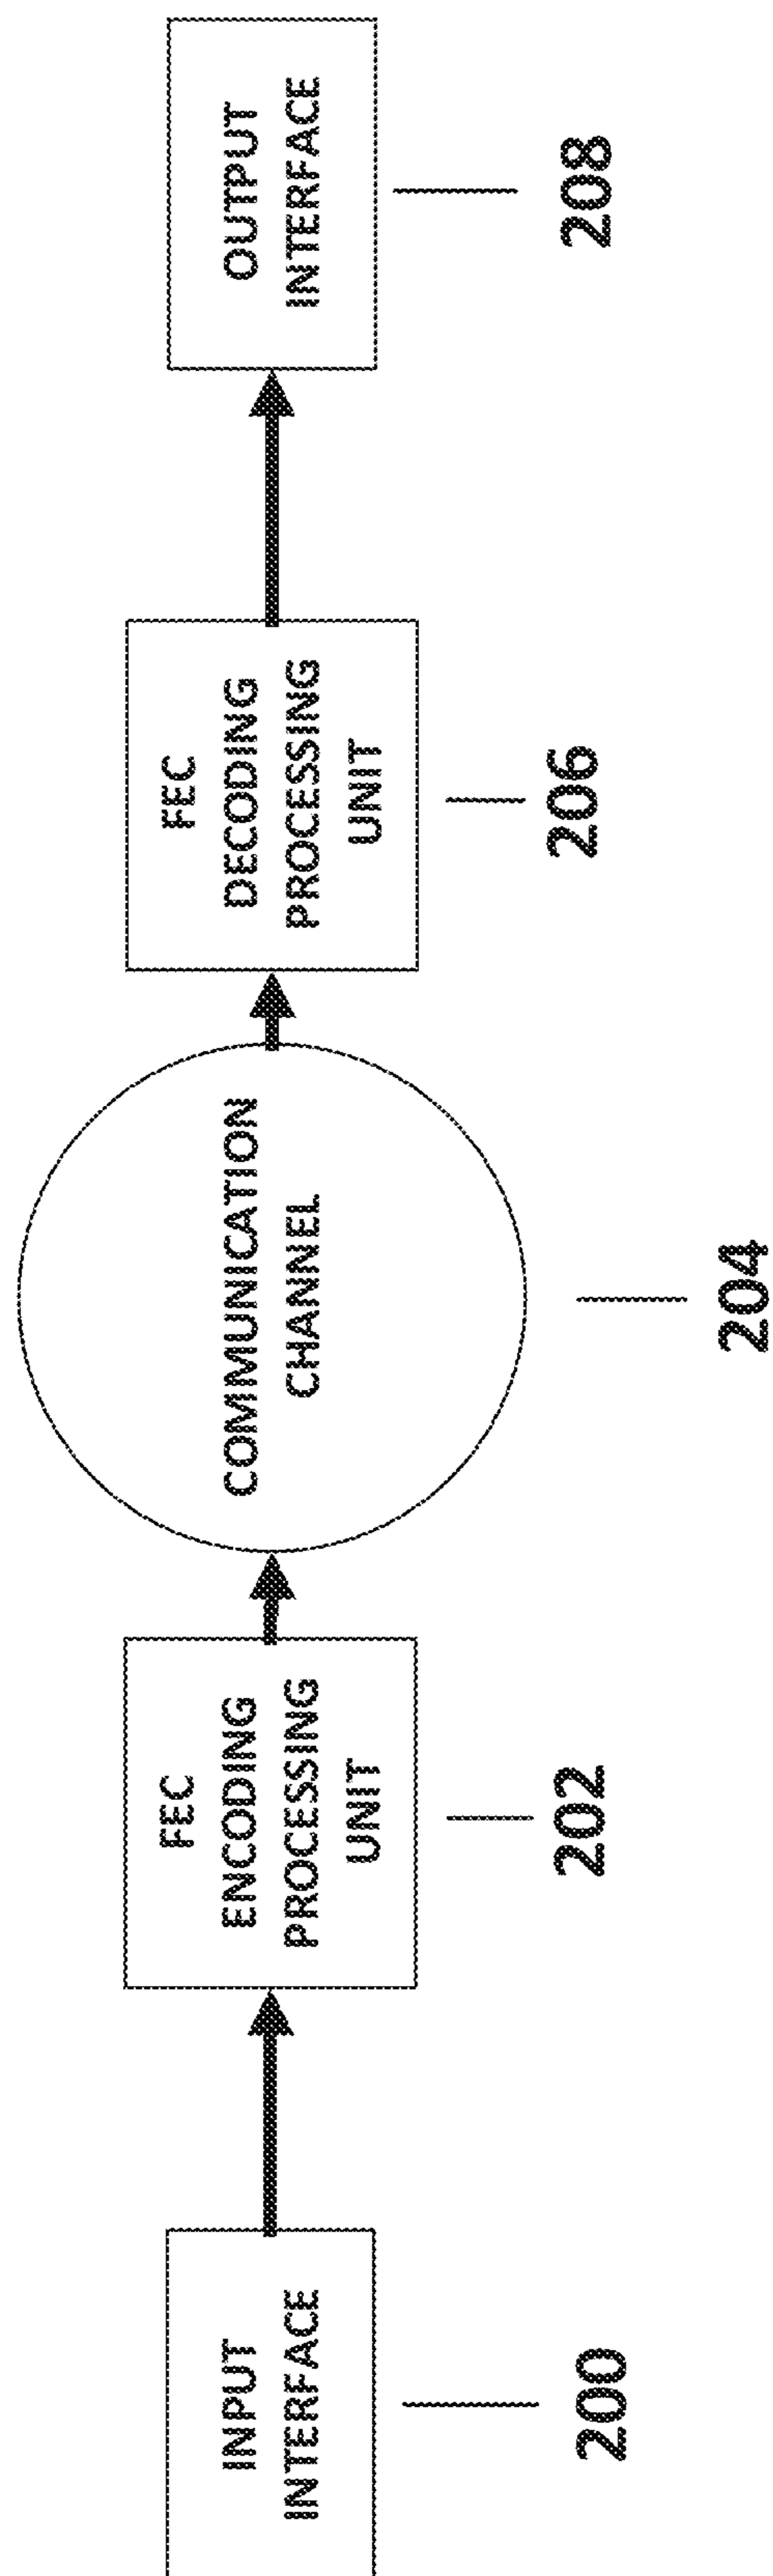 INPUT
INTERFACE
200
FEC
ENCODING
PROCESSING
UNIT
202
COMMUNICATION
CHANNEL
204
FEC
DECODING
PROCESSING
UNIT
206
OUTPUT
INTERFACE
208